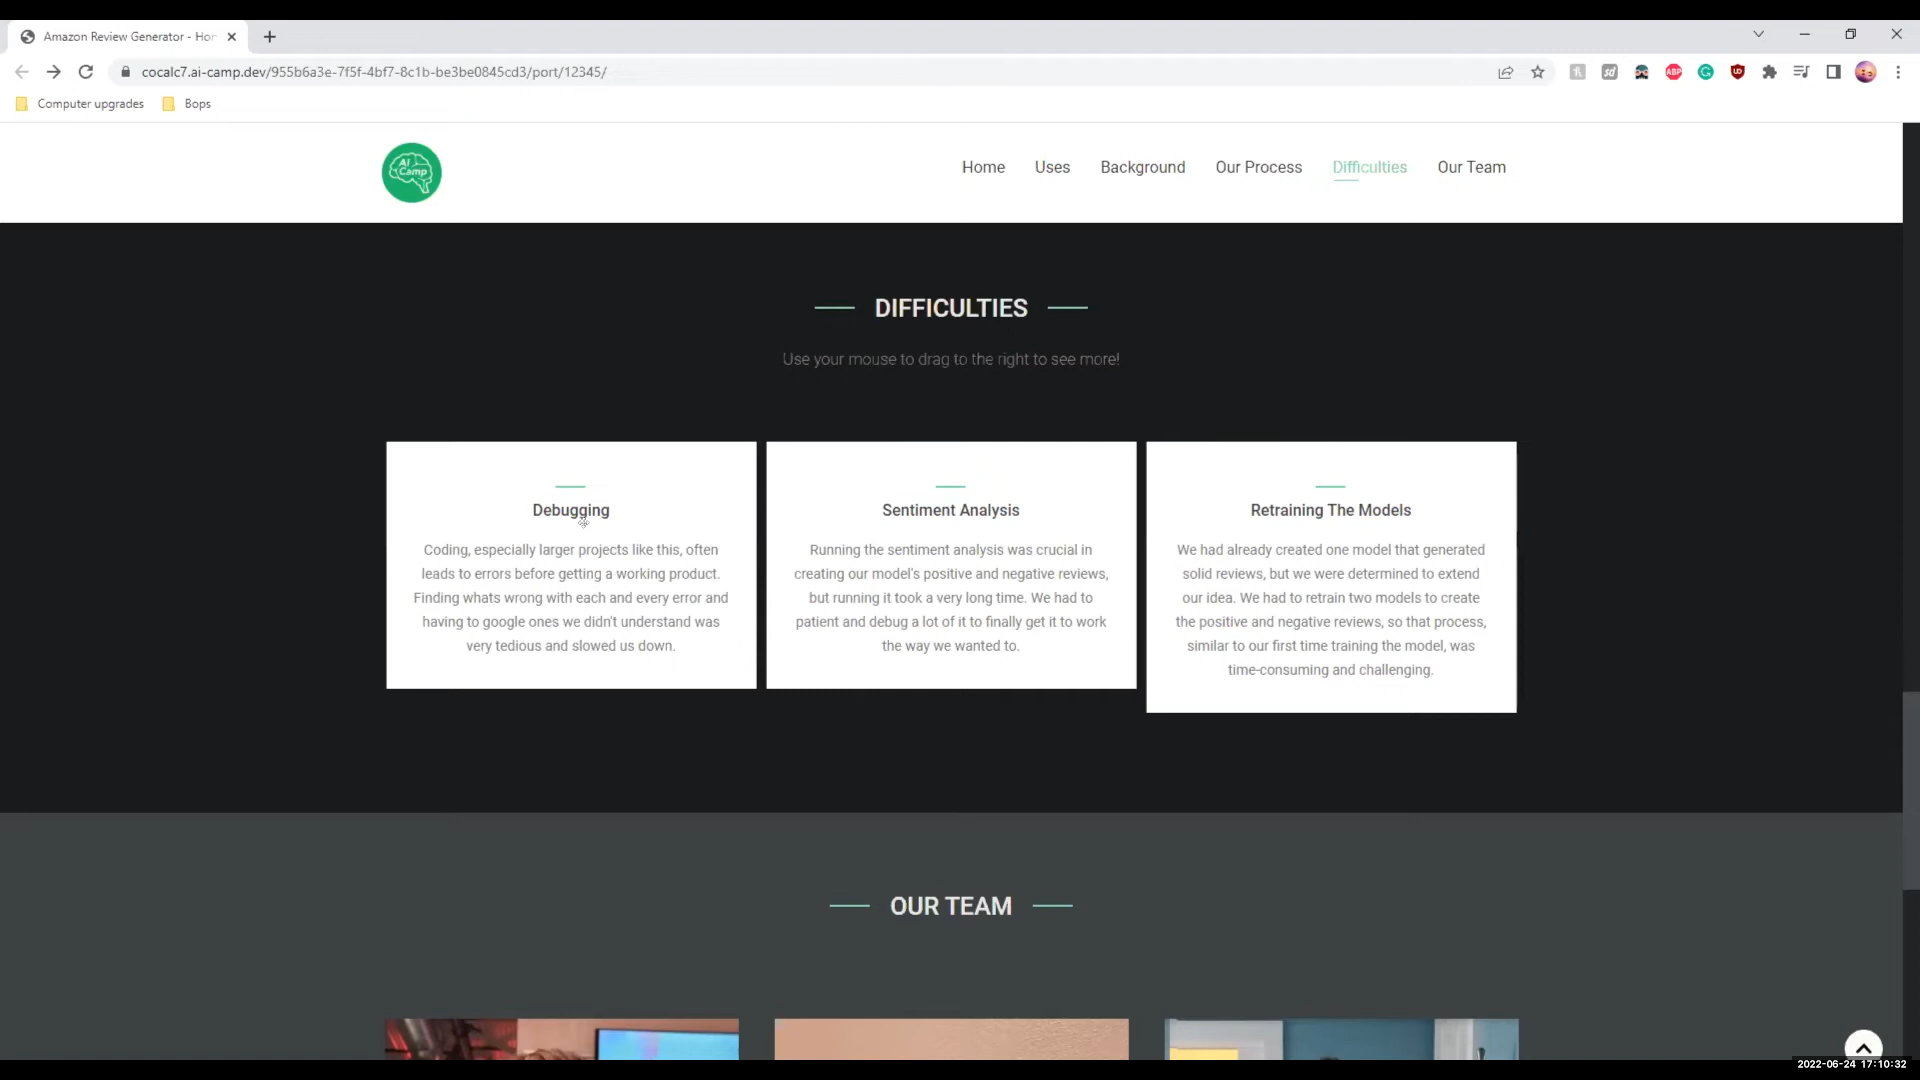 Amazon Review Generator - Hor
cocalc7.ai-camp.dev/955b6a3e-7f5f-4bf7-8c1b-be3be0845cd3/port/12345/
sd
ABP
Computer upgrades
Bops
AI
Camp
Home
Uses
Background
Our Process
Difficulties
Our Team
DIFFICULTIES
Use your mouse to drag to the right to see more!
Debugging
Coding, especially larger projects like this, often
leads to errors before getting a working product.
Finding whats wrong with each and every error and
having to google ones we didn't understand was
very tedious and slowed us down.
Sentiment Analysis
Running the sentiment analysis was crucial in
creating our model's positive and negative reviews,
but running it took a very long time. We had to
patient and debug a lot of it to finally get it to work
the way we wanted to.
Retraining The Models
We had already created one model that generated
solid reviews, but we were determined to extend
our idea. We had to retrain two models to create
the positive and negative reviews, so that process,
similar to our first time training the model, was
time-consuming and challenging.
OUR TEAM
2022-06-24 17:10:32